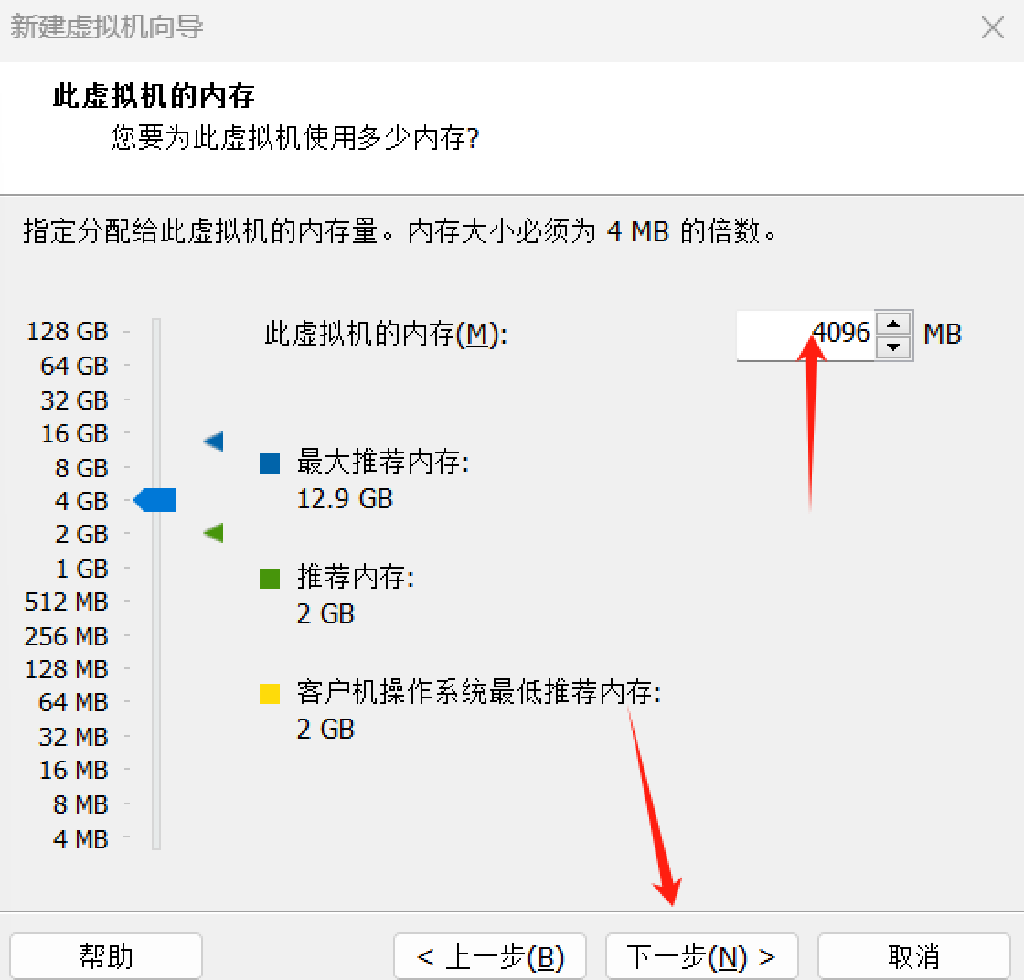 新建虚拟机向导
此虚拟机的内存
您要为此虚拟机使用多少内存?
指定分配给此虚拟机的内存量。内存大小必须为 4 MB 的倍数。
此虚拟机的内存(M): 4096 MB
128 GB
64 GB
32 GB
16 GB
8 GB
4 GB
2 GB
1 GB
512 MB
256 MB
128 MB
64 MB
32 MB
16 MB
8 MB
4 MB
最大推荐内存:
12.9 GB
推荐内存:
2 GB
客户机操作系统最低推荐内存:
2 GB
帮助 < 上一步(B) 下一步(N) > 取消